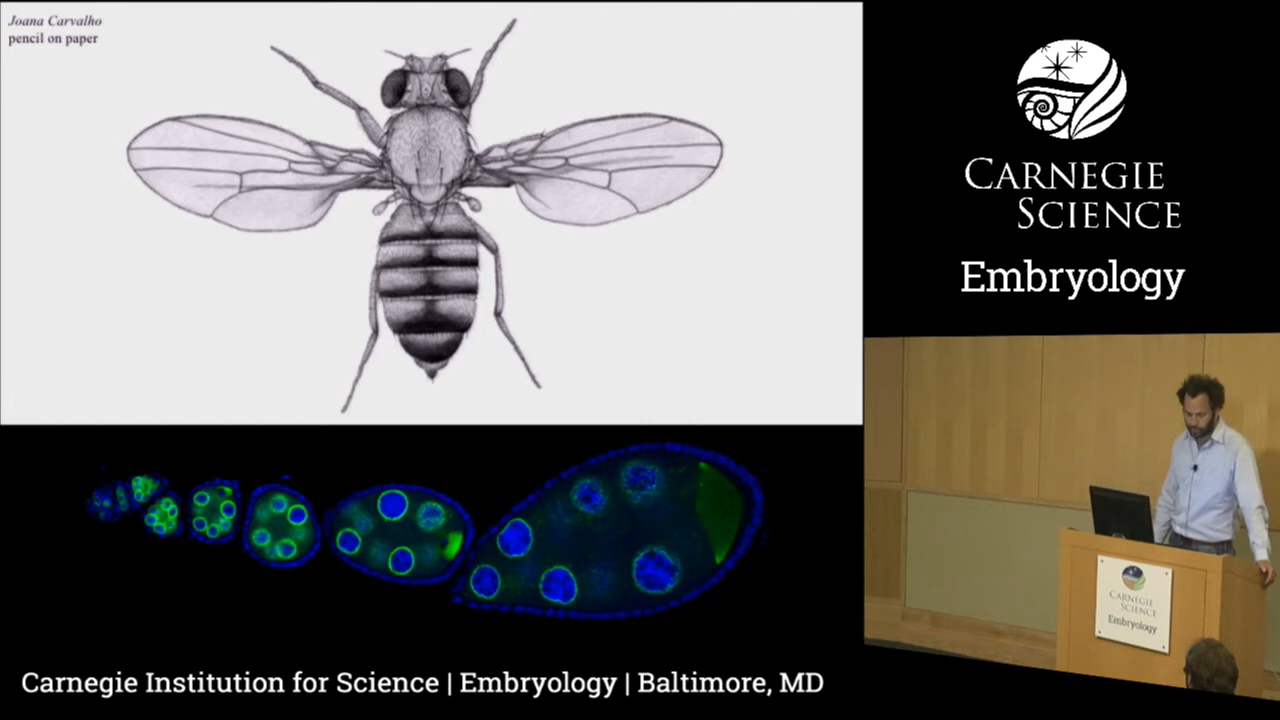 Joana Carvalho
pencil on paper
CARNEGIE
SCIENCE
Embryology
CARNEGIE
SCIENCE
Embryology
Carnegie Institution for Science | Embryology | Baltimore, MD